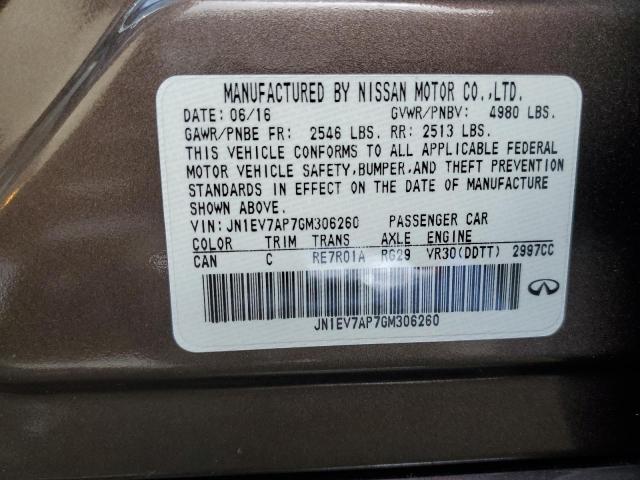 MANUFACTURED BY NISSAN MOTOR CO.,LTD.
DATE: 06/16 GVWR/PNBV: 4980 LBS.
GAWR/PNBE FR: 2546 LBS. RR: 2513 LBS.
THIS VEHICLE CONFORMS TO ALL APPLICABLE FEDERAL
MOTOR VEHICLE SAFETY,BUMPER,AND THEFT PREVENTION
STANDARDS IN EFFECT ON THE DATE OF MANUFACTURE
SHOWN ABOVE.
VIN: JN1EV7AP7GM306260 PASSENGER CAR
COLOR TRIM TRANS AXLE ENGINE
CAN C RE7R01A RG29 VR30(DDTT) 2997CC
JN1EV7AP7GM306260